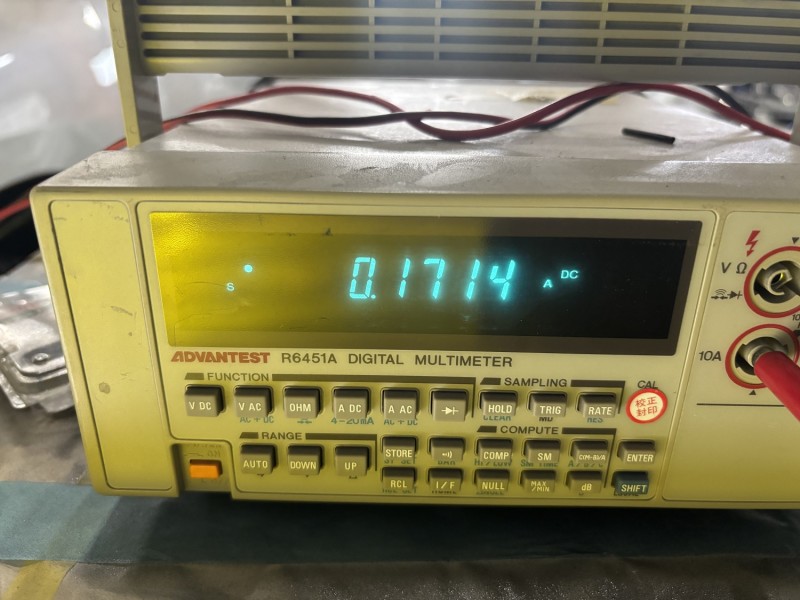 S 0.1714 A DC
V Ω
10A
ADVANTEST R6451A DIGITAL MULTIMETER
FUNCTION SAMPLING CAL
校正
封印
V DC V AC OHM A DC A AC HOLD TRIG RATE
AC + DC 4-20mA AC + DC CLEAR
RANGE COMPUTE
AUTO DOWN UP STORE COMP SM ENTER
RCL I/F NULL MAX/MIN dB SHIFT